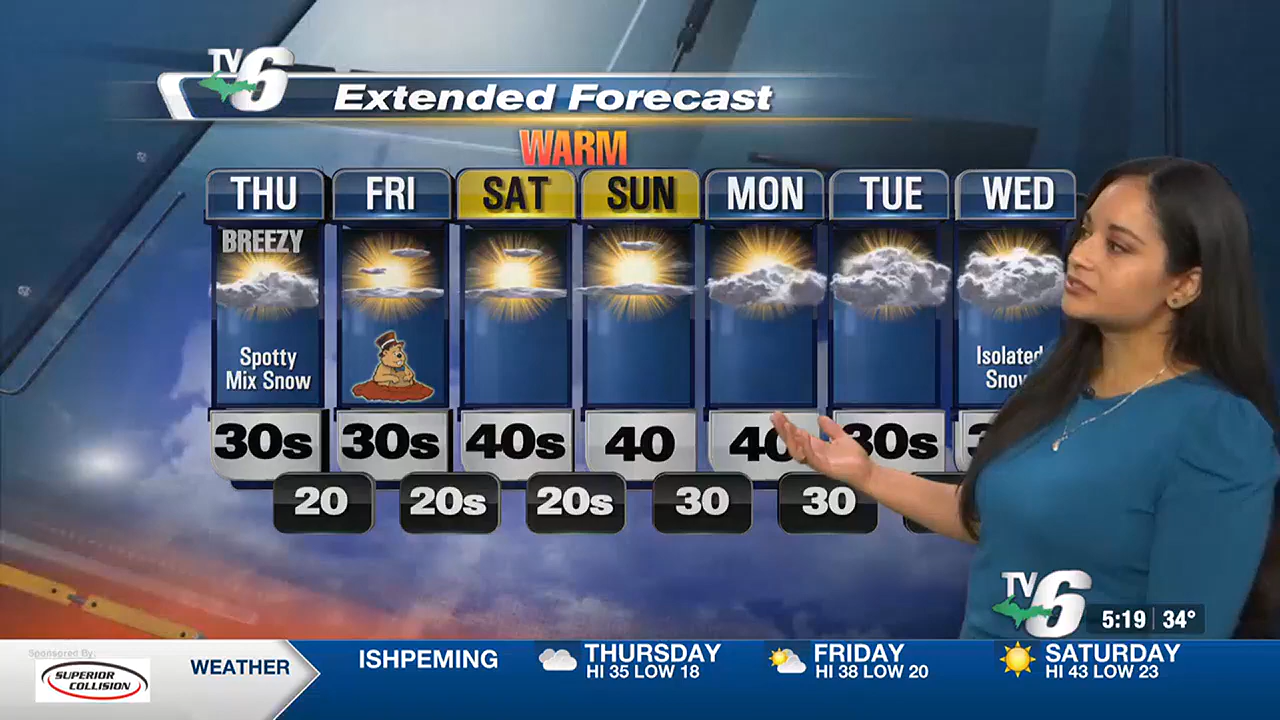 TV6
Extended Forecast
WARM
THU FRI SAT SUN MON TUE WED
BREEZY
Spotty
Mix Snow
Isolated
Snow
30s 30s 40s 40 40 30s
20 20s 20s 30 30
TV6
5:19 34°
Sponsored By:
SUPERIOR
COLLISION
WEATHER
ISHPEMING
THURSDAY
HI 35 LOW 18
FRIDAY
HI 38 LOW 20
SATURDAY
HI 43 LOW 23